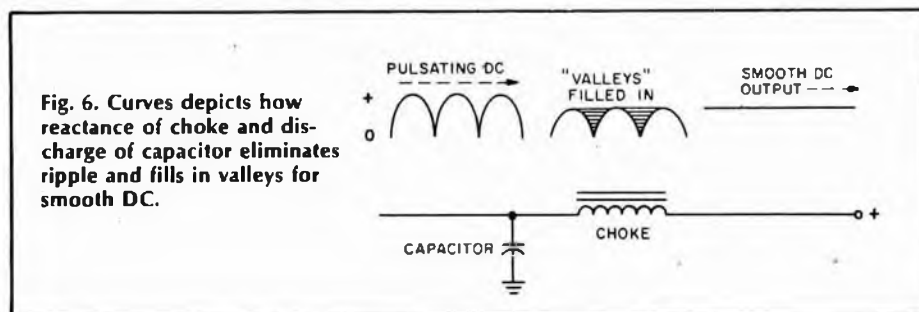 Fig. 6. Curves depicts how
reactance of choke and dis-
charge of capacitor eliminates
ripple and fills in valleys for
smooth DC.
PULSATING DC
+
O
"VALLEYS"
FILLED IN
SMOOTH DC
OUTPUT
CAPACITOR
CHOKE
+